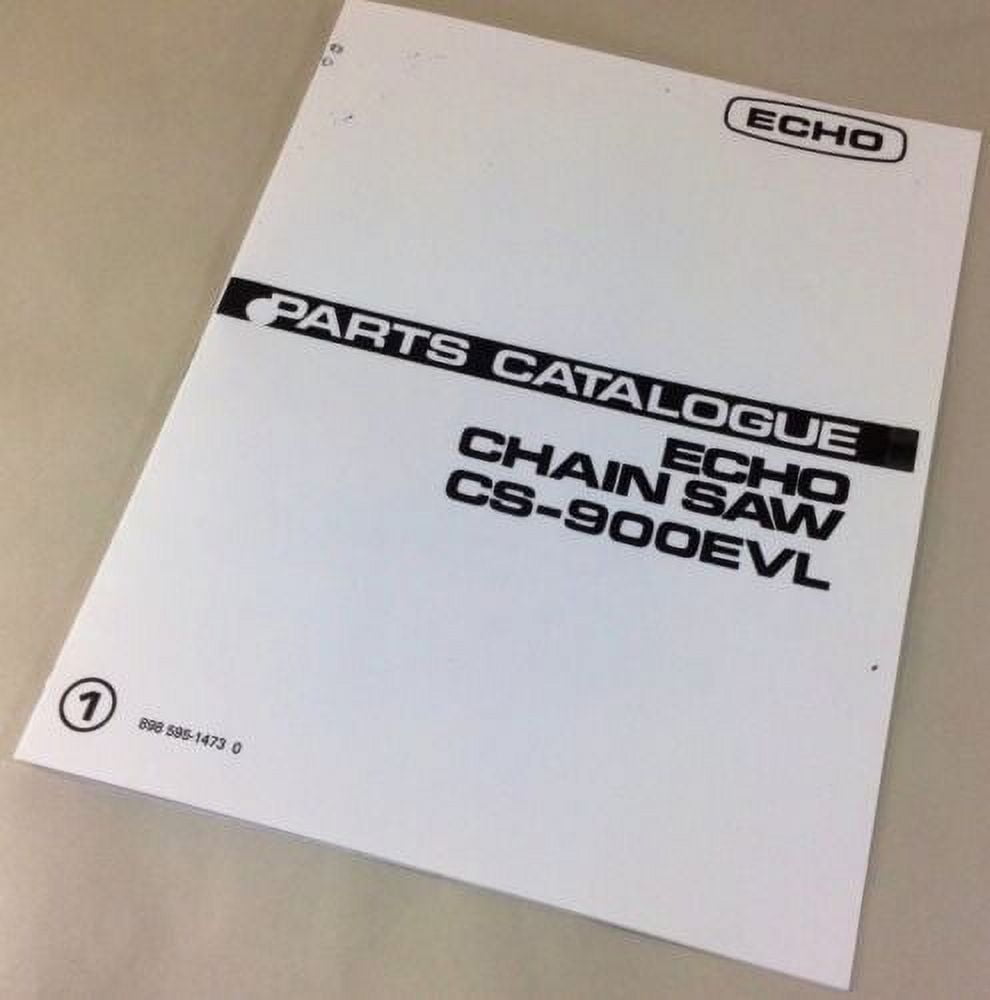 ECHO
PARTS CATALOGUE
ECHO
CHAIN SAW
CS-900EVL
1
898 595-1473 0